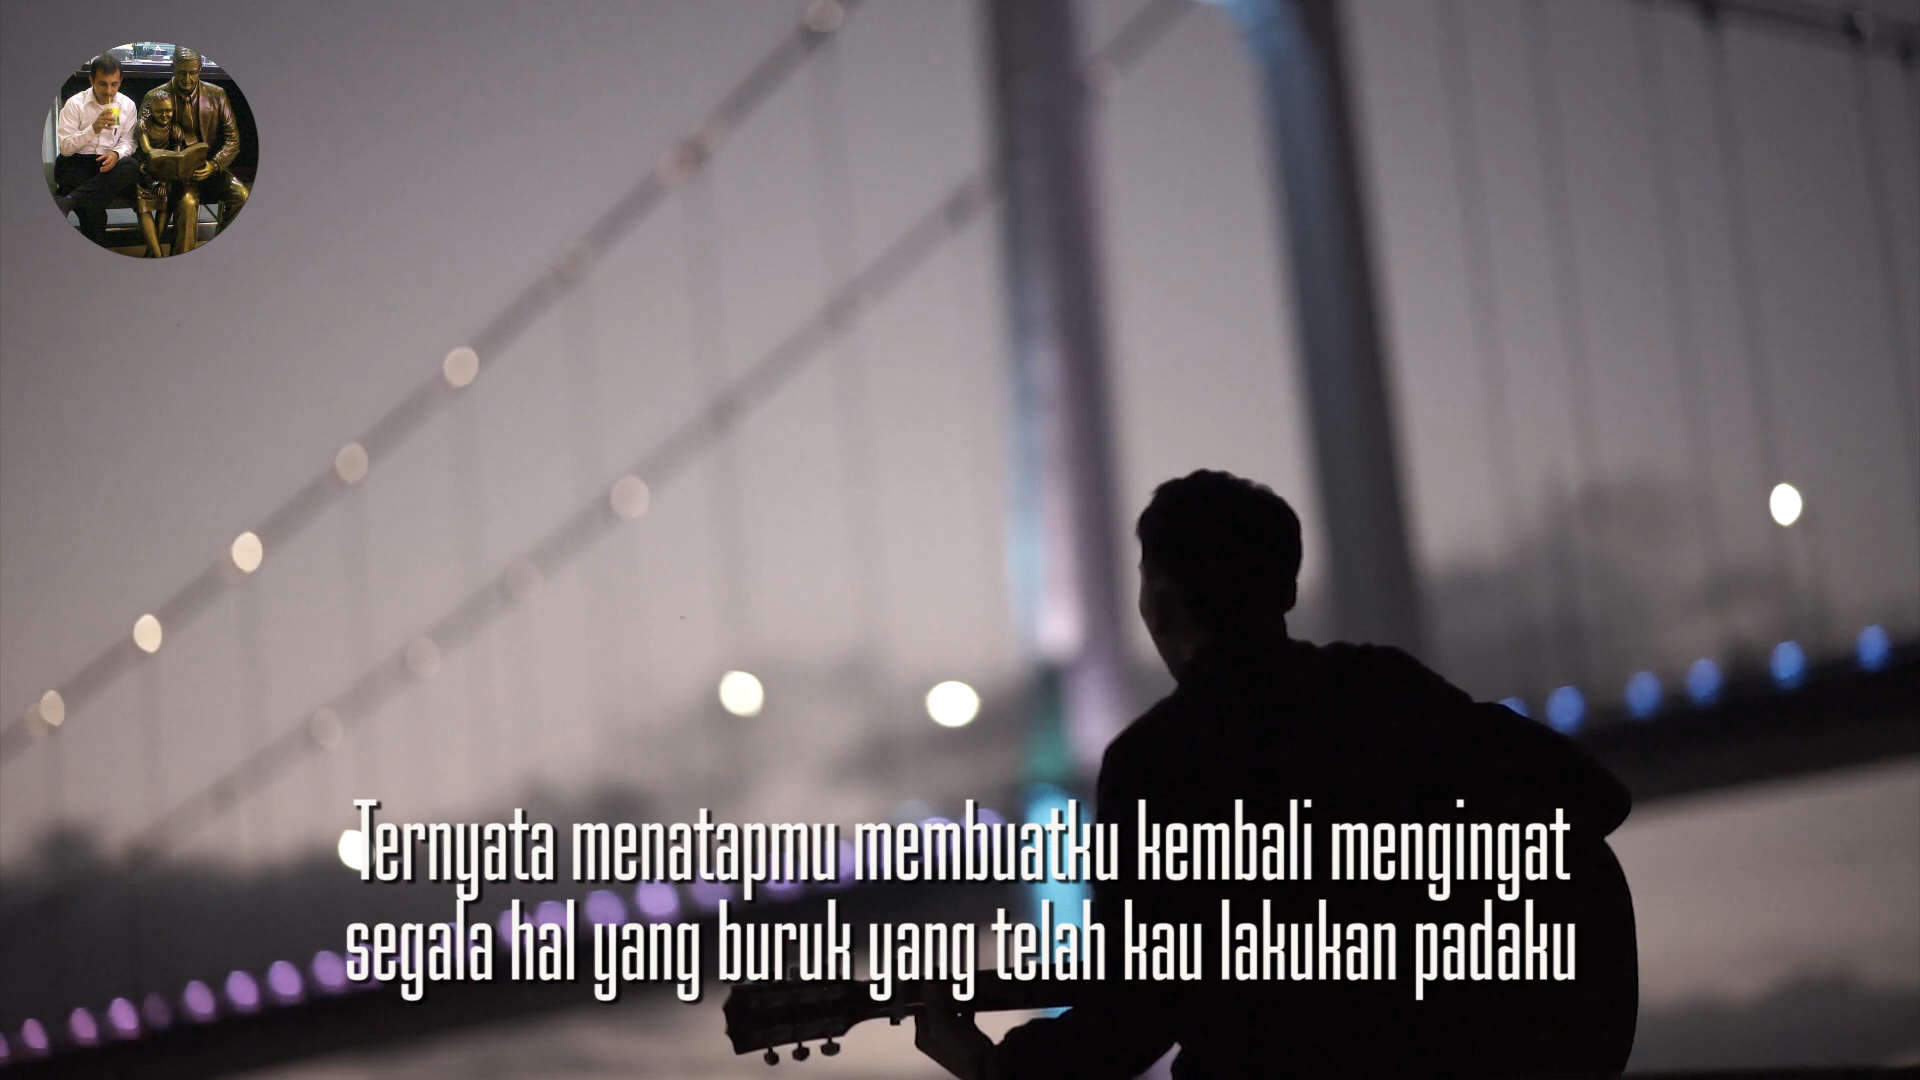 Ternyata menatapmu membuatku kembali mengingat
segala hal yang buruk yang telah kau lakukan padaku